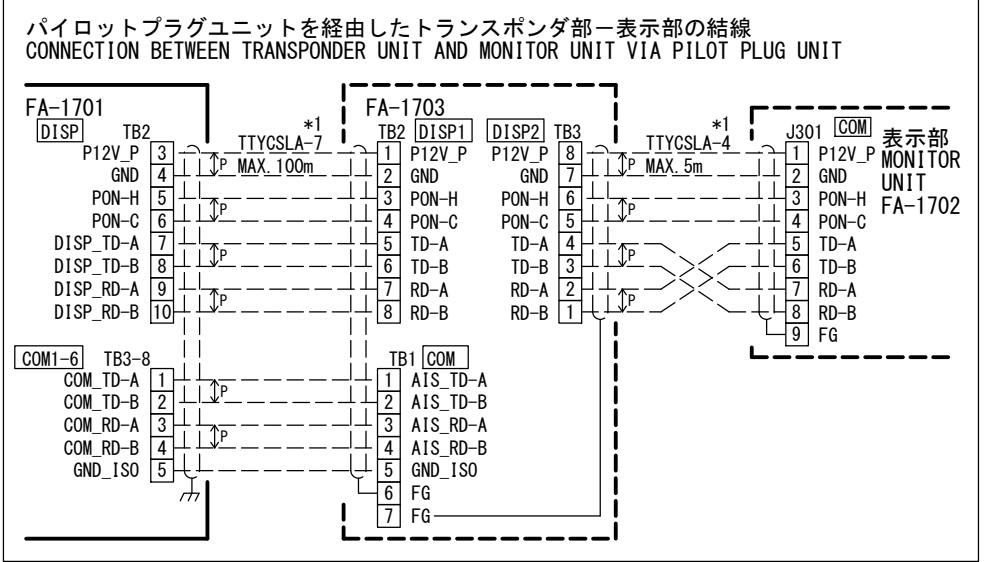 パイロットプラグユニットを経由したトランスポンダ部－表示部の結線
CONNECTION BETWEEN TRANSPONDER UNIT AND MONITOR UNIT VIA PILOT PLUG UNIT
FA-1701
DISP TB2
P12V_P 3
GND 4
PON-H 5
PON-C 6
DISP_TD-A 7
DISP_TD-B 8
DISP_RD-A 9
DISP_RD-B 10
COM1-6 TB3-8
COM_TD-A 1
COM_TD-B 2
COM_RD-A 3
COM_RD-B 4
GND_ISO 5
*1
TTYCSLA-7
MAX. 100m
P
P
P
P
P
P
FA-1703
TB2 DISP1
1 P12V_P
2 GND
3 PON-H
4 PON-C
5 TD-A
6 TD-B
7 RD-A
8 RD-B
TB1 COM
1 AIS_TD-A
2 AIS_TD-B
3 AIS_RD-A
4 AIS_RD-B
5 GND_ISO
6 FG
7 FG
DISP2 TB3
P12V_P 8
GND 7
PON-H 6
PON-C 5
TD-A 4
TD-B 3
RD-A 2
RD-B 1
*1
TTYCSLA-4
MAX. 5m
P
P
P
P
J301 COM
1 P12V_P
2 GND
3 PON-H
4 PON-C
5 TD-A
6 TD-B
7 RD-A
8 RD-B
9 FG
表示部
MONITOR
UNIT
FA-1702